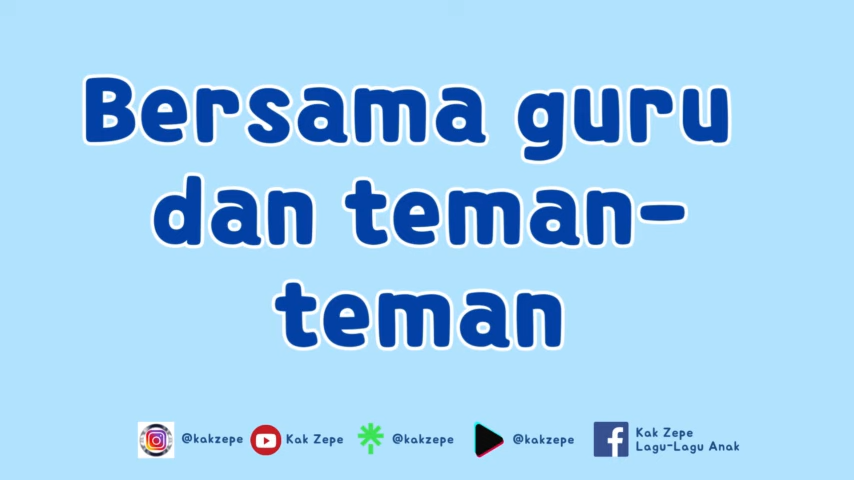 Bersama guru
dan teman-
teman
@kakzepe Kak Zepe @kakzepe @kakzepe Kak Zepe
Lagu-Lagu Anak